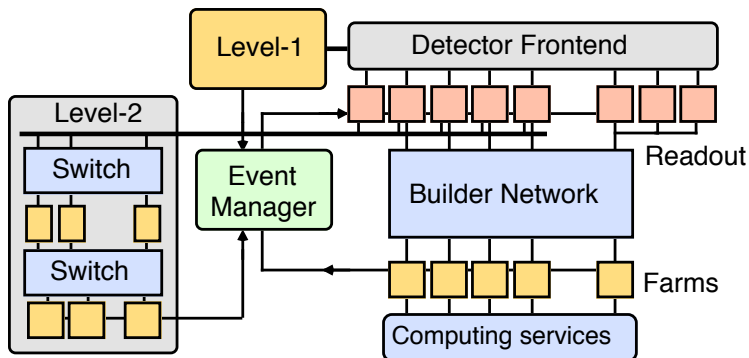 Level-1
Detector Frontend
Level-2
Switch
Event
Manager
Builder Network
Readout
Switch
Farms
Computing services